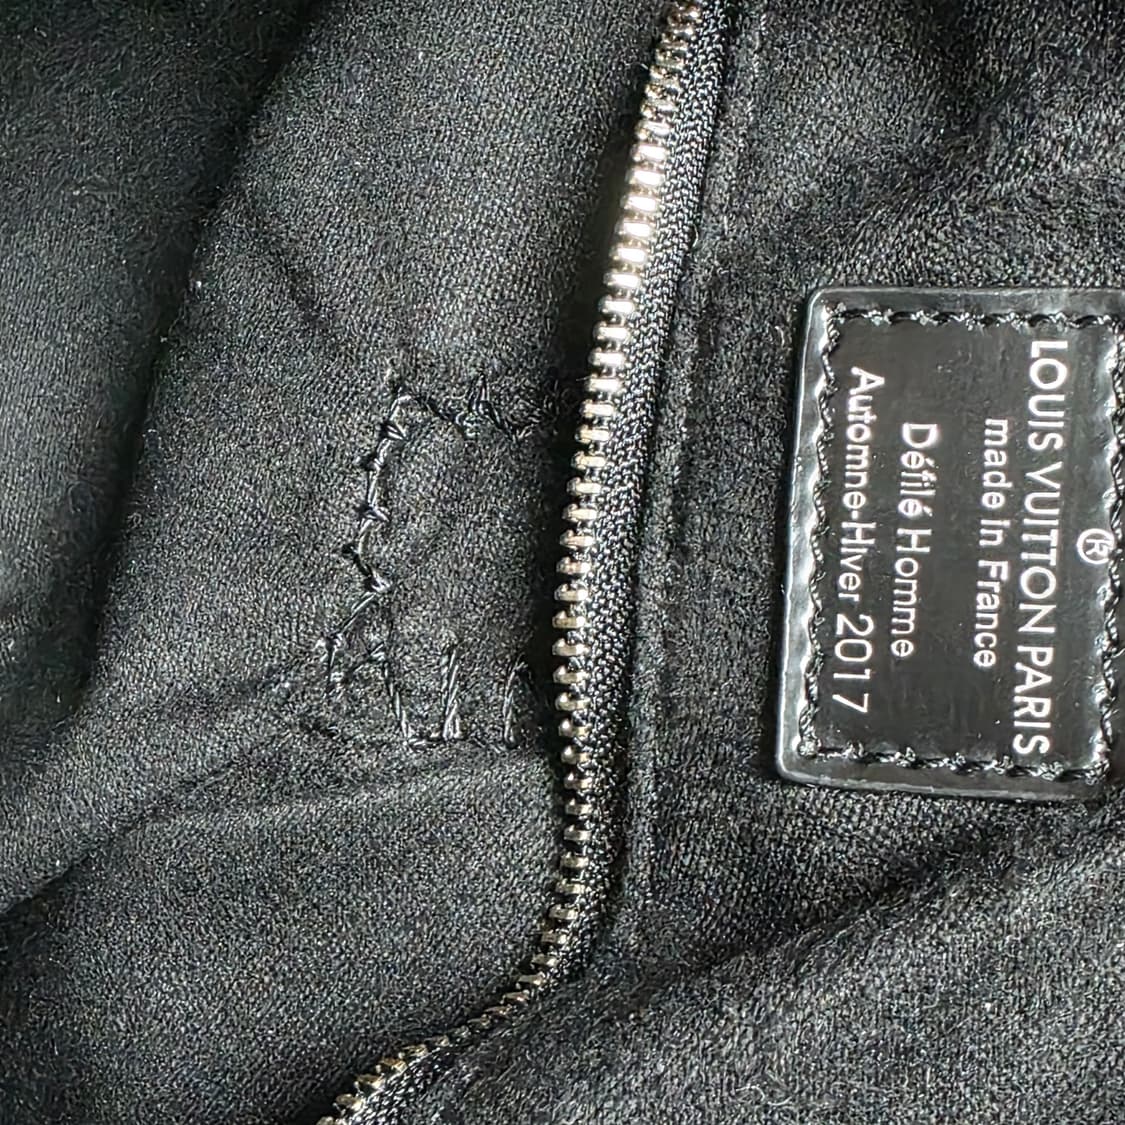 ®
LOUIS VUITTON PARIS
made in France
Défilé Homme
Automne-Hiver 2017